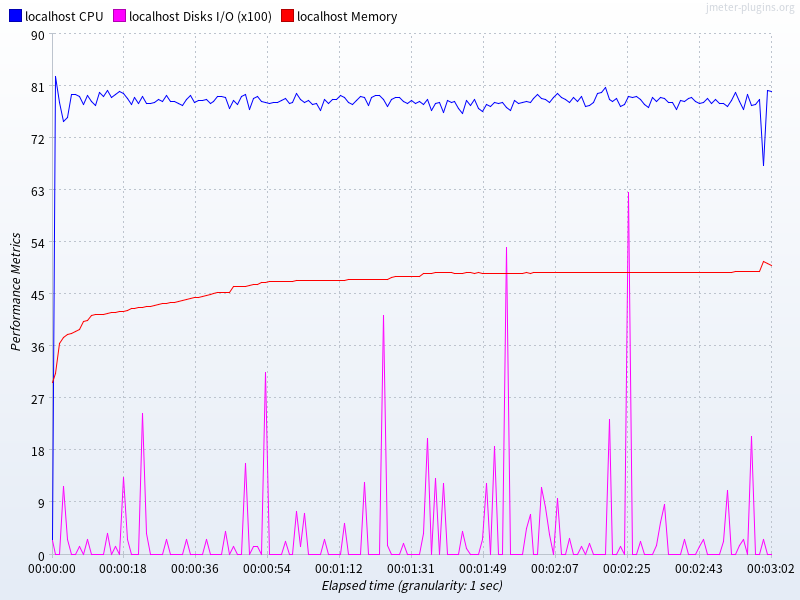 jmeter-plugins.org
localhost CPU localhost Disks I/O (x100) localhost Memory
90
81
72
63
54
45
36
27
18
9
0
Performance Metrics
00:00:00 00:00:18 00:00:36 00:00:54 00:01:12 00:01:31 00:01:49 00:02:07 00:02:25 00:02:43 00:03:02
Elapsed time (granularity: 1 sec)